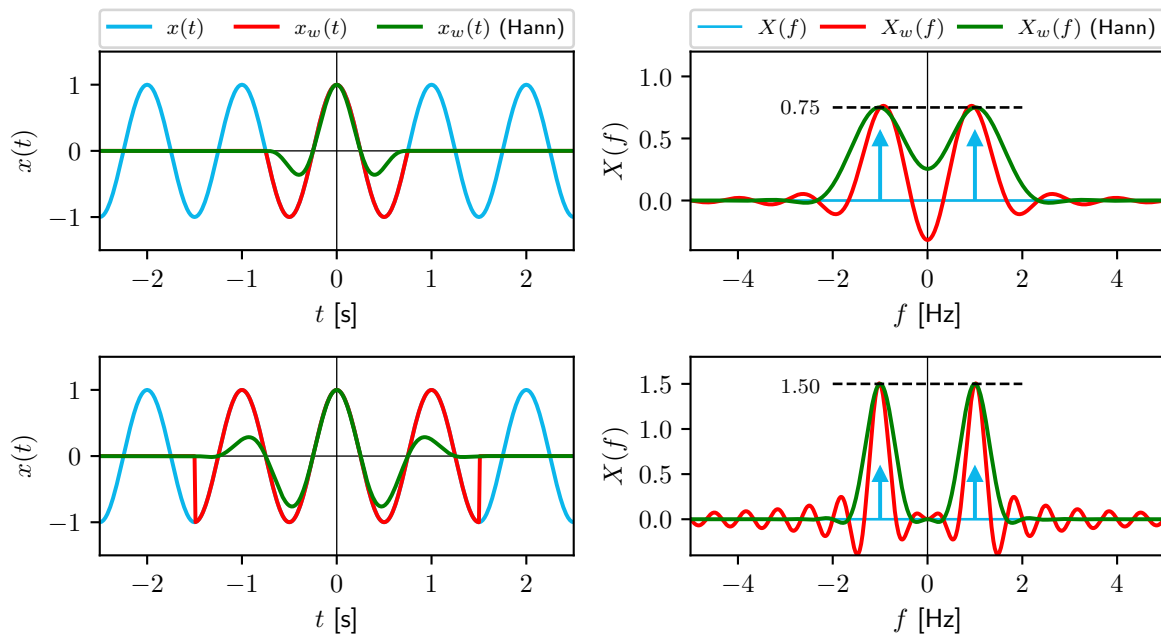 x(t) x_w(t) x_w(t) (Hann)
X(f) X_w(f) X_w(f) (Hann)
1
0
−1
x(t)
−2 −1 0 1 2
t [s]
1.0
0.5
0.0
X(f)
0.75
−4 −2 0 2 4
f [Hz]
1
0
−1
x(t)
−2 −1 0 1 2
t [s]
1.5
1.0
0.5
0.0
X(f)
1.50
−4 −2 0 2 4
f [Hz]